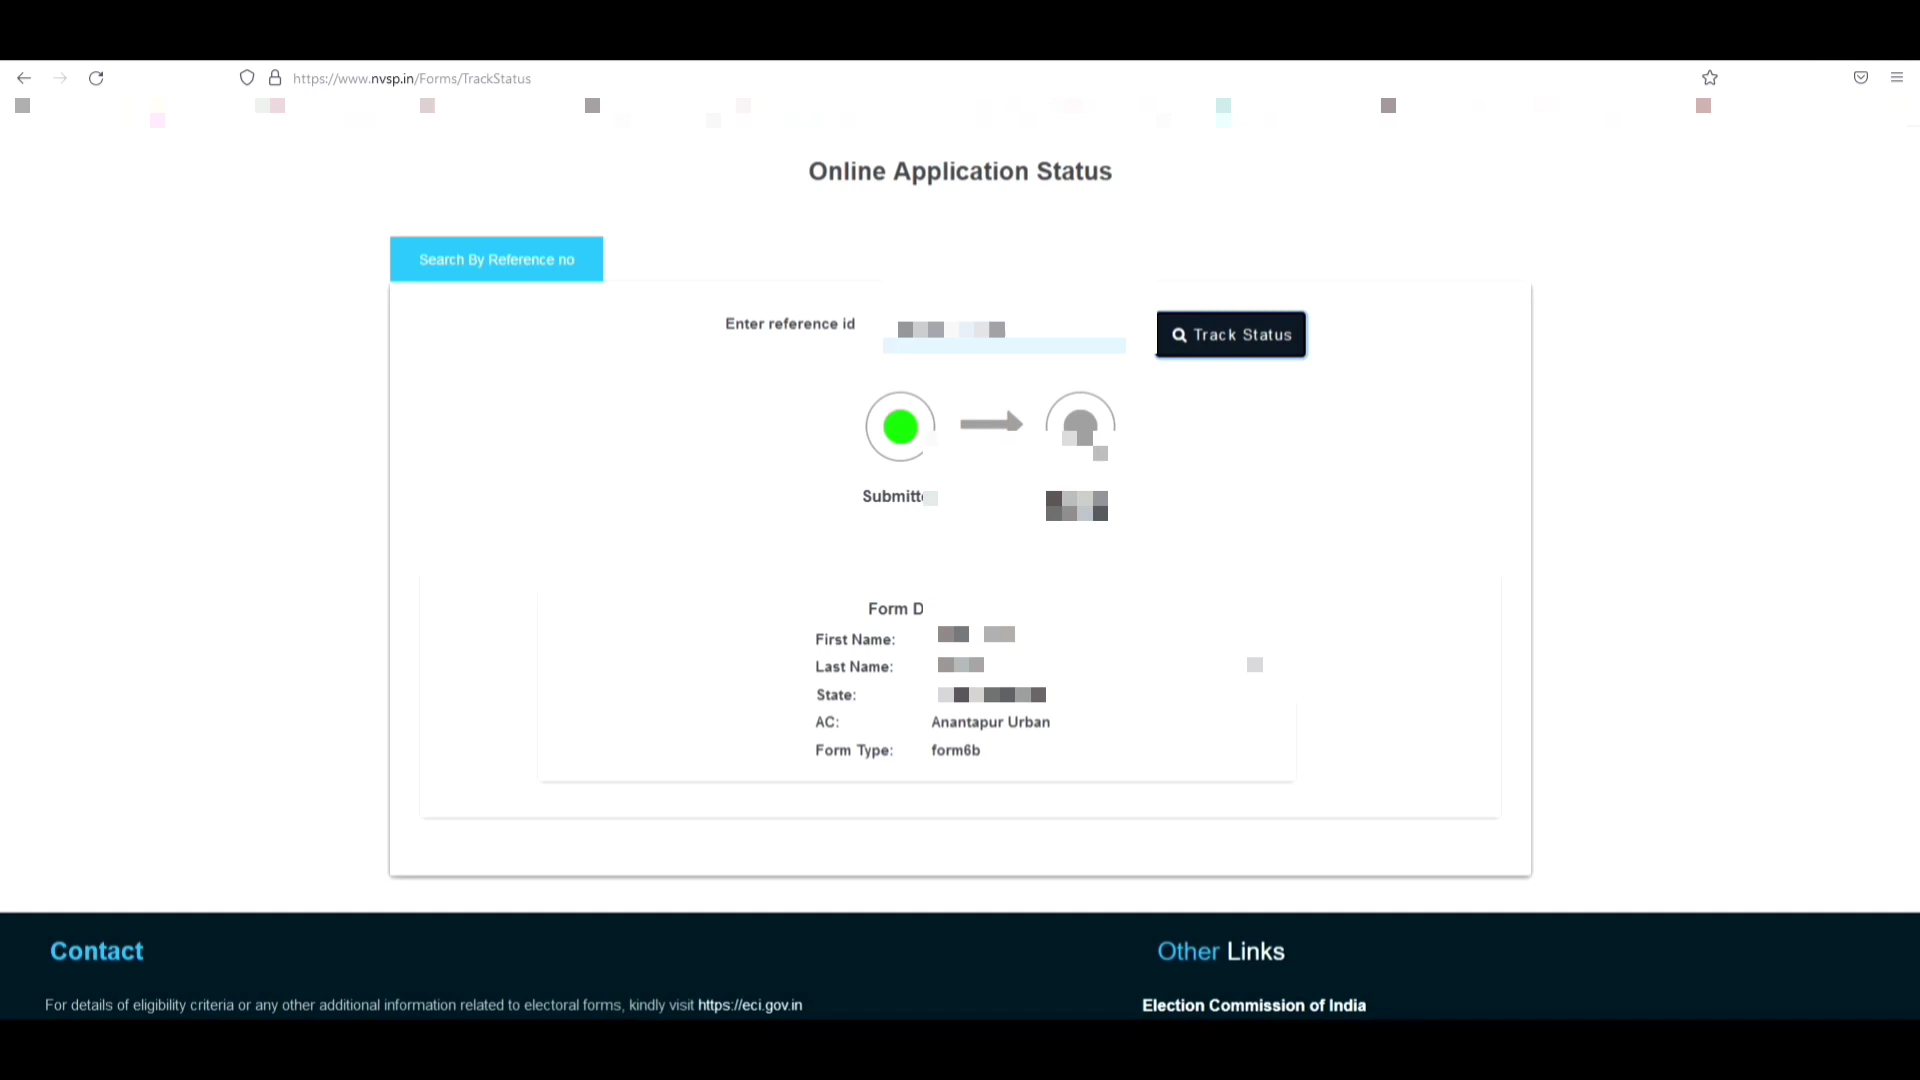 https://www.nvsp.in/Forms/TrackStatus
Online Application Status
Search By Reference no
Enter reference id
Track Status
Form D
First Name:
Last Name:
State:
AC: Anantapur Urban
Form Type: form6b
Contact
Other Links
For details of eligibility criteria or any other additional information related to electoral forms, kindly visit https://eci.gov.in
Election Commission of India